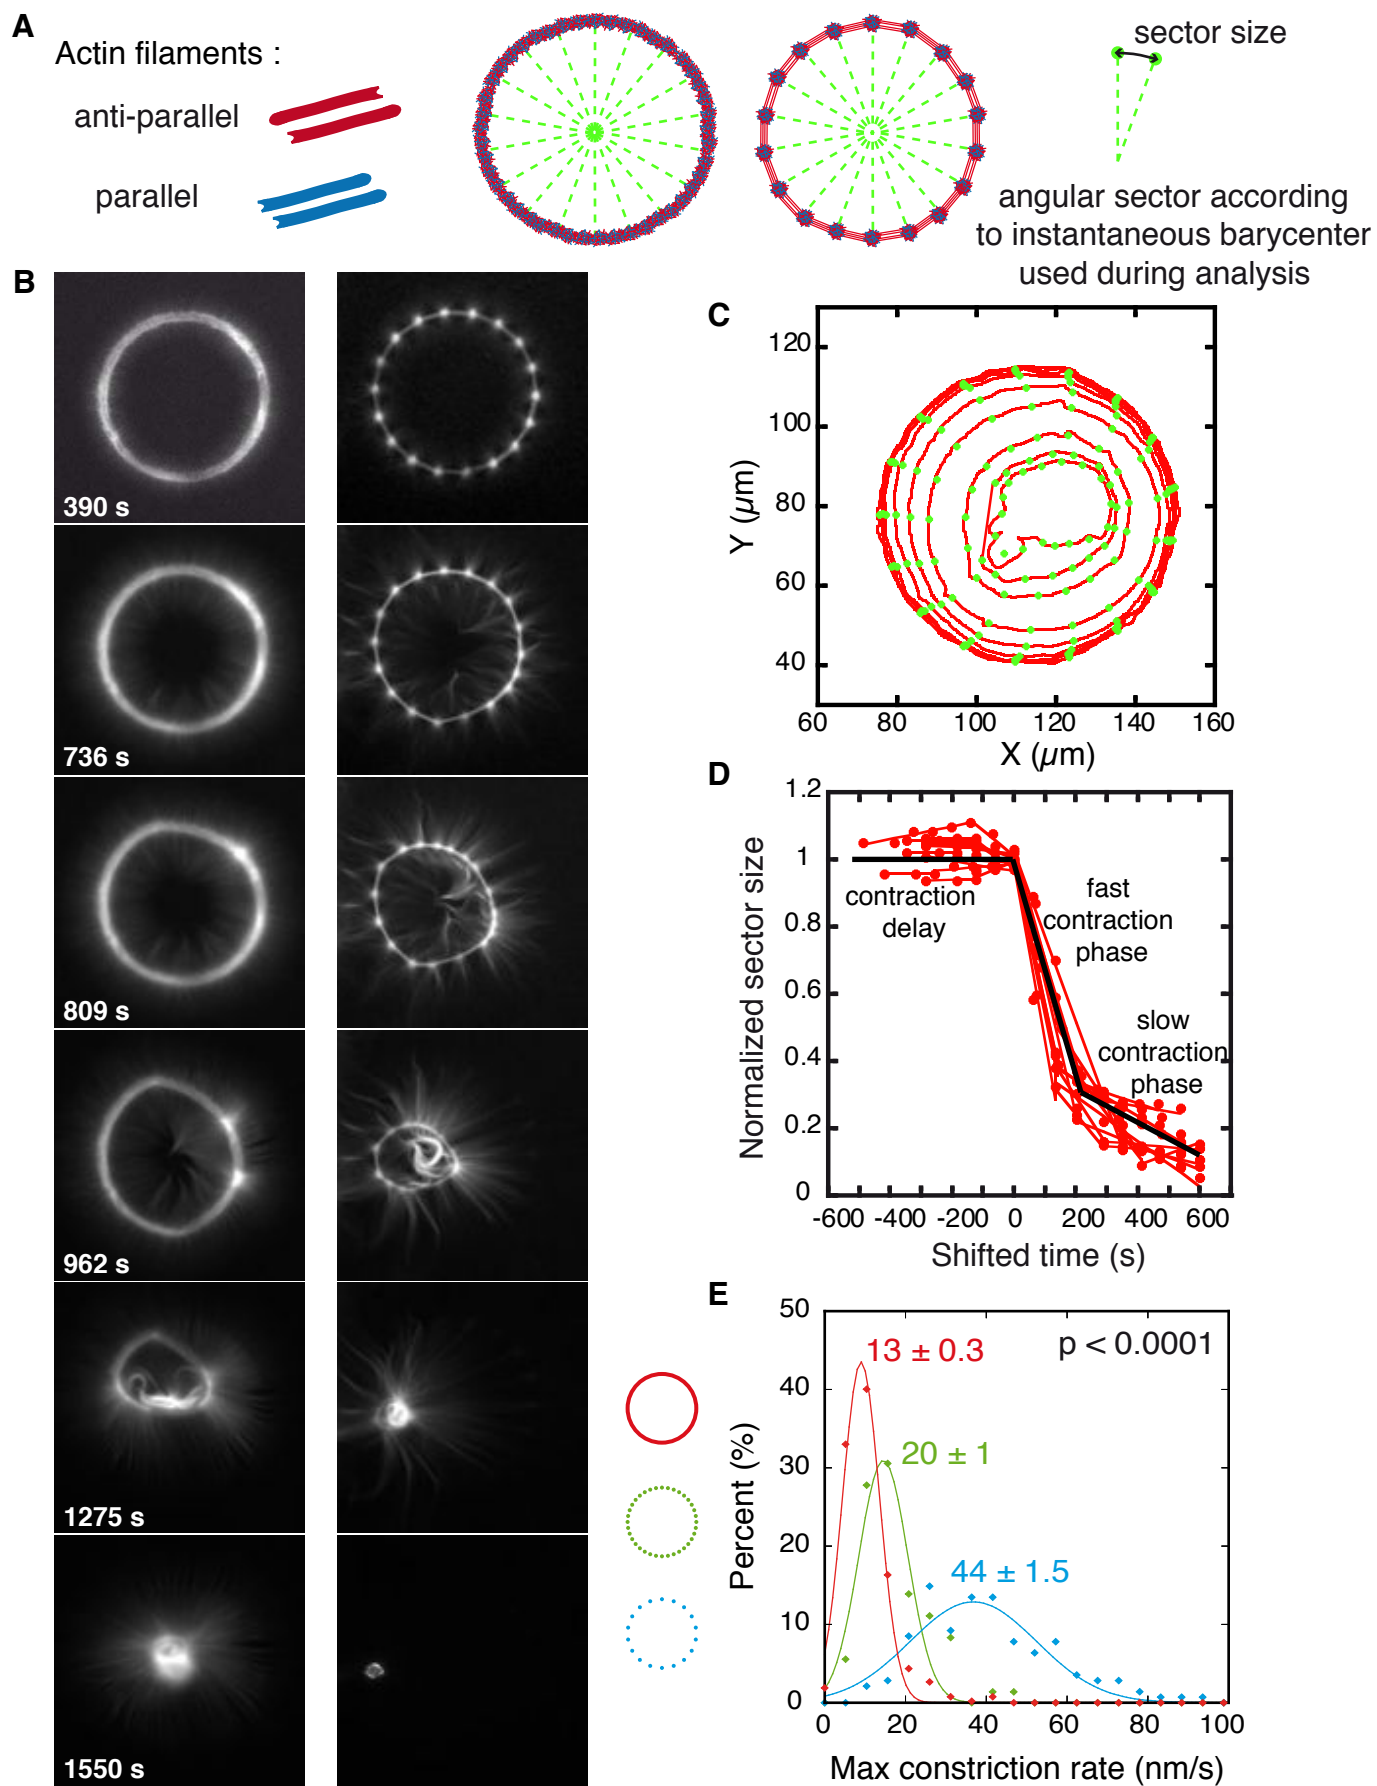 A
Actin filaments :
anti-parallel
parallel
sector size
angular sector according
to instantaneous barycenter
used during analysis
B
390 s
736 s
809 s
962 s
1275 s
1550 s
C
120
100
80
60
40
60 80 100 120 140 160
Y (µm)
X (µm)
D
1.2
1
0.8
0.6
0.4
0.2
0
-600 -400 -200 0 200 400 600
Normalized sector size
Shifted time (s)
contraction
delay
fast
contraction
phase
slow
contraction
phase
E
50
40
30
20
10
0
0 20 40 60 80 100
Percent (%)
Max constriction rate (nm/s)
13 ± 0.3
20 ± 1
44 ± 1.5
p < 0.0001